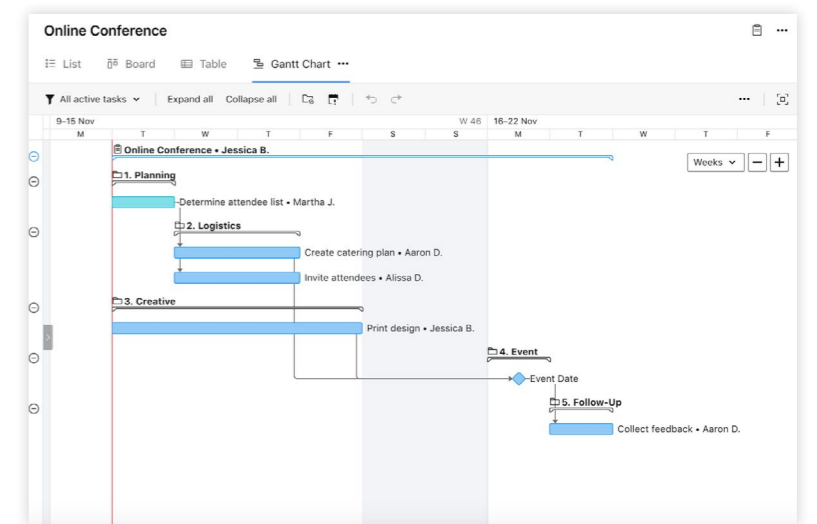 Online Conference
List Board Table Gantt Chart
All active tasks Expand all Collapse all
9–15 Nov W 46 16–22 Nov
M T W T F S S M T W T F
Online Conference • Jessica B.
Weeks
1. Planning
Determine attendee list • Martha J.
2. Logistics
Create catering plan • Aaron D.
Invite attendees • Alissa D.
3. Creative
Print design • Jessica B.
4. Event
Event Date
5. Follow-Up
Collect feedback • Aaron D.